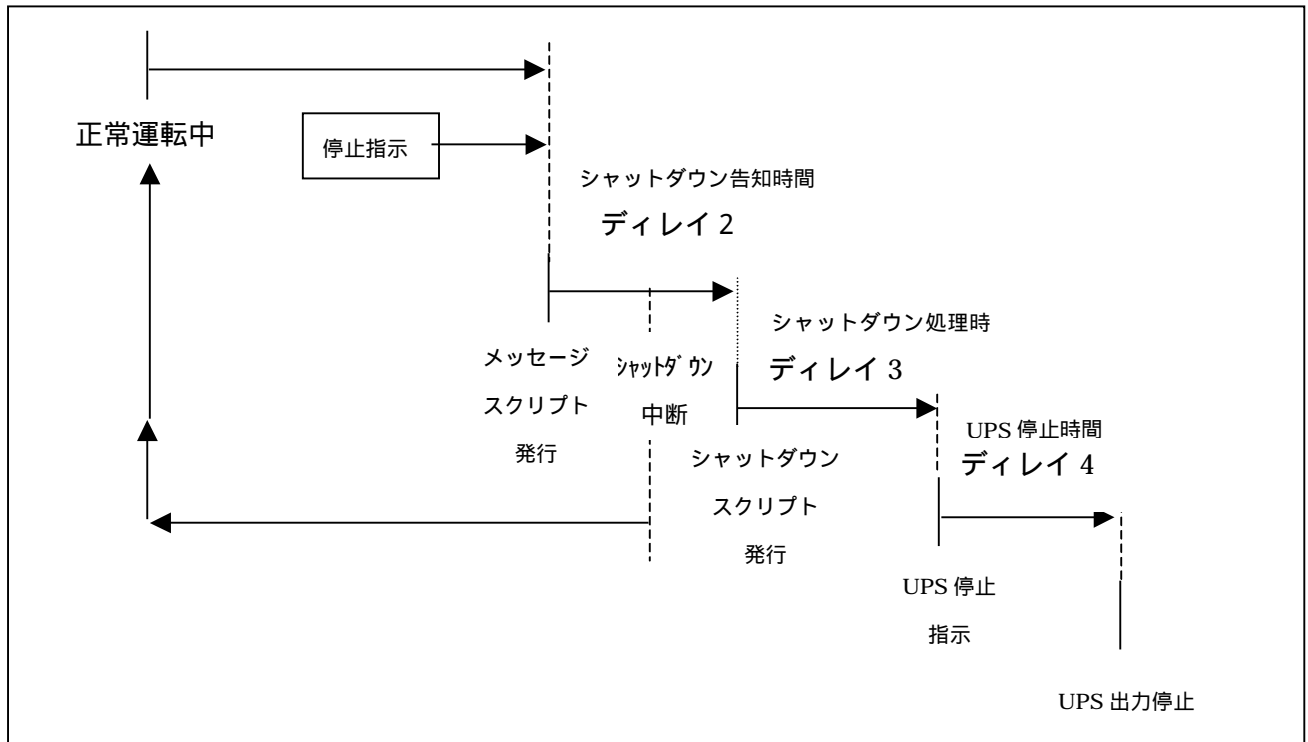 正常運転中
停止指示
シャットダウン告知時間
ディレイ 2
シャットダウン処理時
ディレイ 3
メッセージ
スクリプト
発行
ｼｬｯﾄﾀﾞｳﾝ
中断
シャットダウン
スクリプト
発行
UPS 停止時間
ディレイ 4
UPS 停止
指示
UPS 出力停止